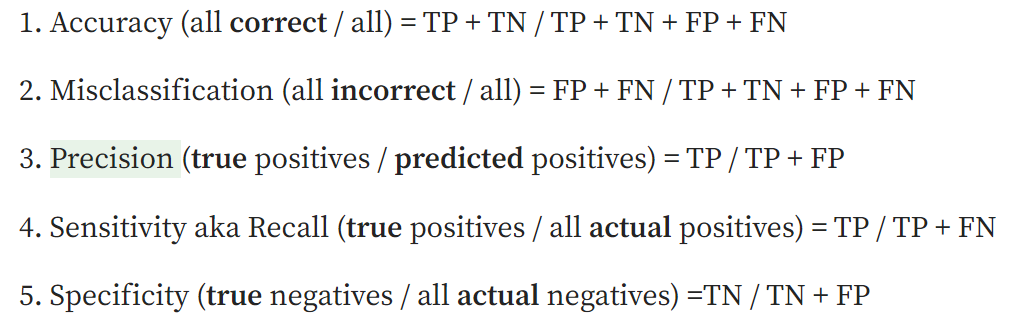 1. Accuracy (all correct / all) = TP + TN / TP + TN + FP + FN
2. Misclassification (all incorrect / all) = FP + FN / TP + TN + FP + FN
3. Precision (true positives / predicted positives) = TP / TP + FP
4. Sensitivity aka Recall (true positives / all actual positives) = TP / TP + FN
5. Specificity (true negatives / all actual negatives) =TN / TN + FP